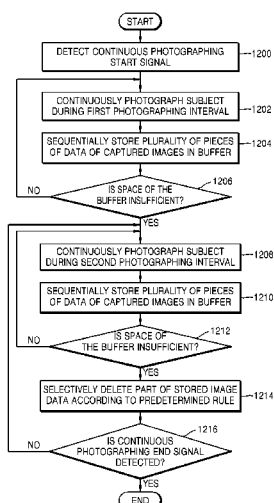 START
DETECT CONTINUOUS PHOTOGRAPHING
START SIGNAL
1200
CONTINUOUSLY PHOTOGRAPH SUBJECT
DURING FIRST PHOTOGRAPHING INTERVAL
1202
SEQUENTIALLY STORE PLURALITY OF PIECES
OF DATA OF CAPTURED IMAGES IN BUFFER
1204
IS SPACE OF THE
BUFFER INSUFFICIENT?
1206
NO
YES
CONTINUOUSLY PHOTOGRAPH SUBJECT
DURING SECOND PHOTOGRAPHING INTERVAL
1208
SEQUENTIALLY STORE PLURALITY OF PIECES
OF DATA OF CAPTURED IMAGES IN BUFFER
1210
IS SPACE OF
THE BUFFER INSUFFICIENT?
1212
NO
YES
SELECTIVELY DELETE PART OF STORED IMAGE
DATA ACCORDING TO PREDETERMINED RULE
1214
IS CONTINUOUS
PHOTOGRAPHING END SIGNAL
DETECTED?
1216
NO
YES
END